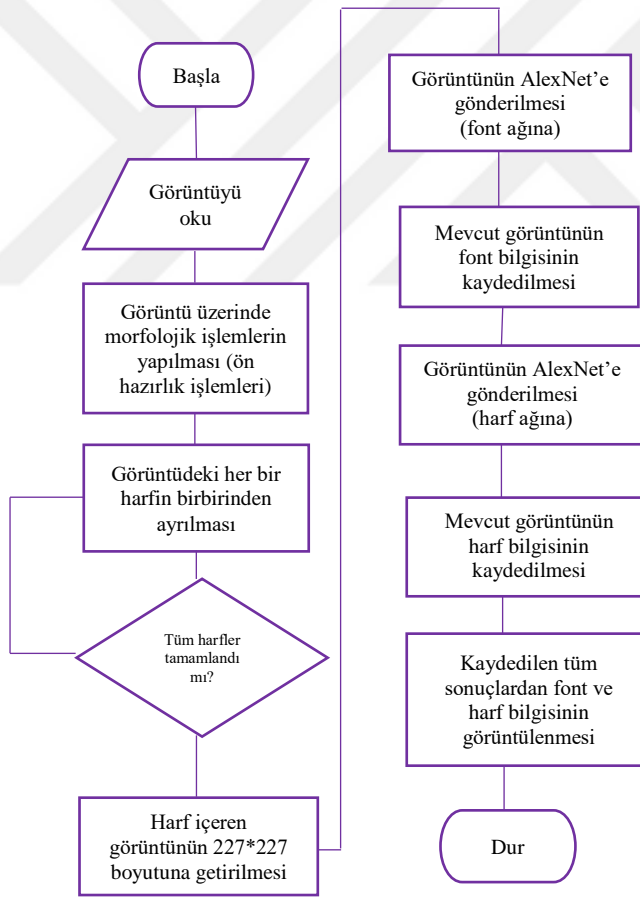 Başla
Görüntüyü
oku
Görüntü üzerinde
morfolojik işlemlerin
yapılması (ön
hazırlık işlemleri)
Görüntüdeki her bir
harfin birbirinden
ayrılması
Tüm harfler
tamamlandı
mı?
Harf içeren
görüntünün 227*227
boyutuna getirilmesi
Görüntünün AlexNet’e
gönderilmesi
(font ağına)
Mevcut görüntünün
font bilgisinin
kaydedilmesi
Görüntünün AlexNet’e
gönderilmesi
(harf ağına)
Mevcut görüntünün
harf bilgisinin
kaydedilmesi
Kaydedilen tüm
sonuçlardan font ve
harf bilgisinin
görüntülenmesi
Dur